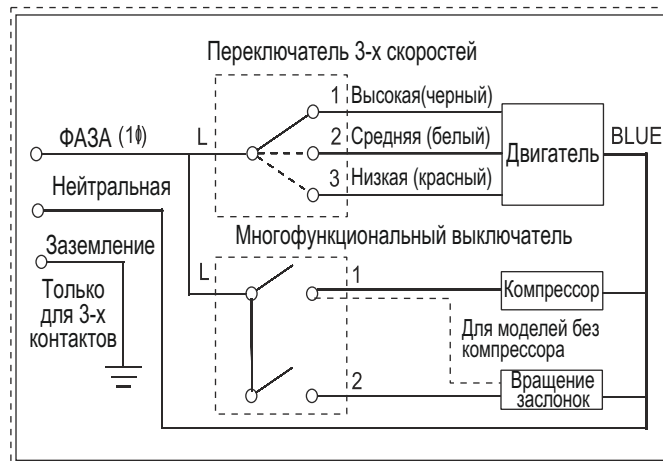 Переключатель 3-х скоростей
1 Высокая(черный)
ФАЗА (1ϕ)
L
2 Средняя (белый)
Двигатель
BLUE
3 Низкая (красный)
Нейтральная
Многофункциональный выключатель
Заземление
Только
для 3-х
контактов
L
1
Компрессор
Для моделей без
компрессора
2
Вращение
заслонок